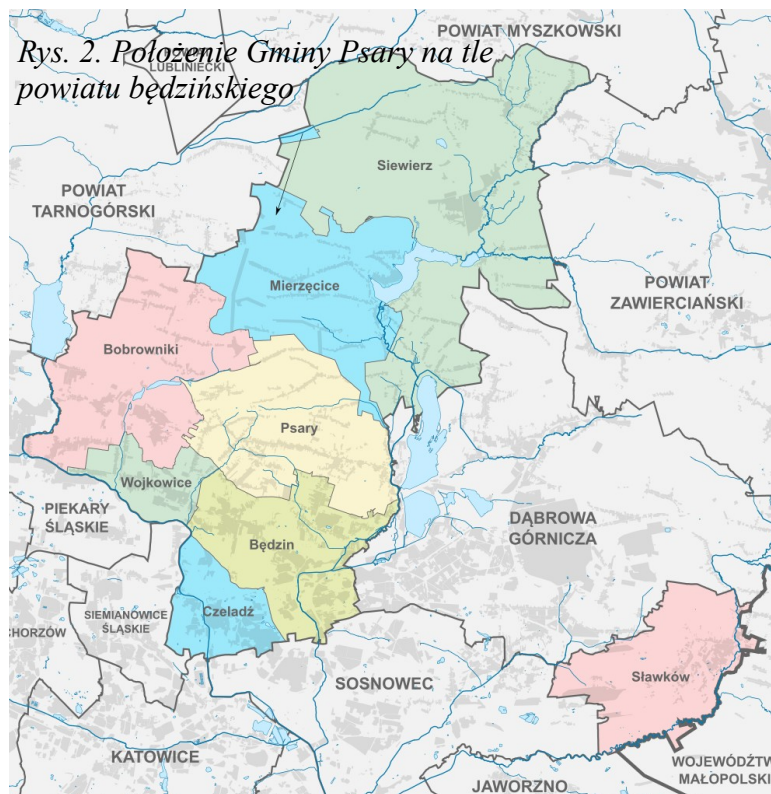 Rys. 2. Położenie Gminy Psary na tle
powiatu będzińskiego
POWIAT MYSZKOWSKI
LUBLINIECKI
Siewierz
POWIAT
TARNOGÓRSKI
Mierzęcice
POWIAT
ZAWIERCIAŃSKI
Bobrowniki
Psary
Wojkowice
PIEKARY
ŚLĄSKIE
DĄBROWA
GÓRNICZA
Będzin
Czeladź
SIEMIANOWICE
ŚLĄSKIE
CHORZÓW
Sławków
SOSNOWEC
KATOWICE
WOJEWÓDZTW
MAŁOPOLSKI
JAWORZNO